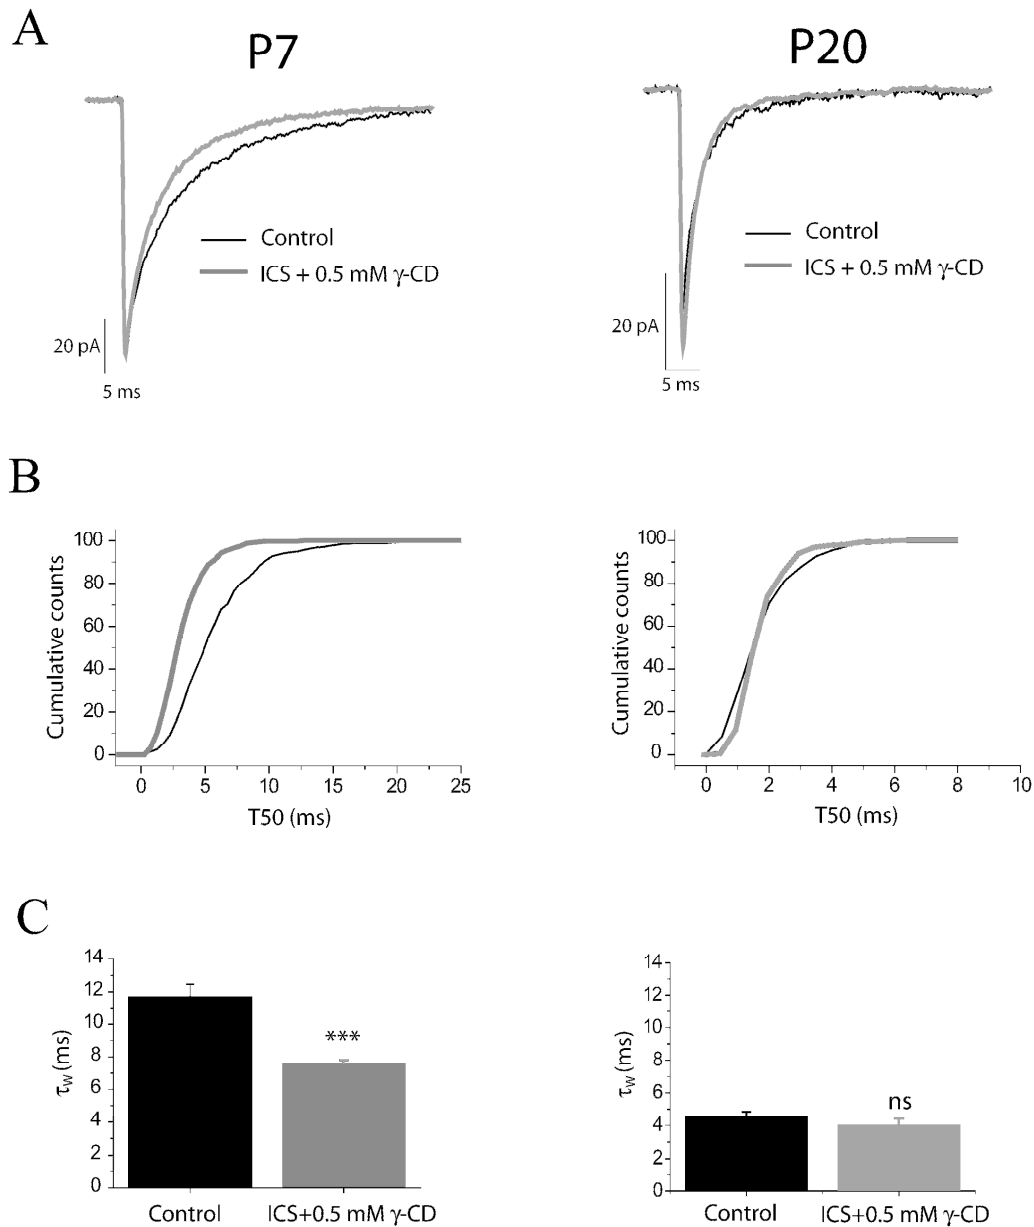 A
P7
P20
Control
ICS + 0.5 mM γ-CD
20 pA
5 ms
Control
ICS + 0.5 mM γ-CD
20 pA
5 ms
B
Cumulative counts
100
80
60
40
20
0
0 5 10 15 20 25
T50 (ms)
Cumulative counts
100
80
60
40
20
0
0 2 4 6 8 10
T50 (ms)
C
τw (ms)
14
12
10
8
6
4
2
0
***
Control ICS+0.5 mM γ-CD
τw (ms)
14
12
10
8
6
4
2
0
ns
Control ICS+0.5 mM γ-CD